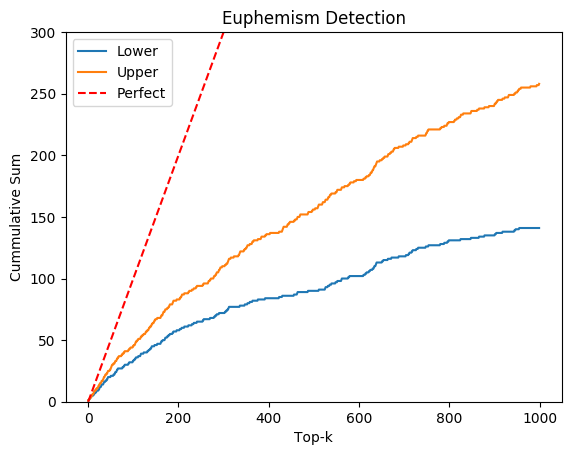 Euphemism Detection
Lower
Upper
Perfect
300
250
200
150
100
50
0
Cummulative Sum
0 200 400 600 800 1000
Top-k